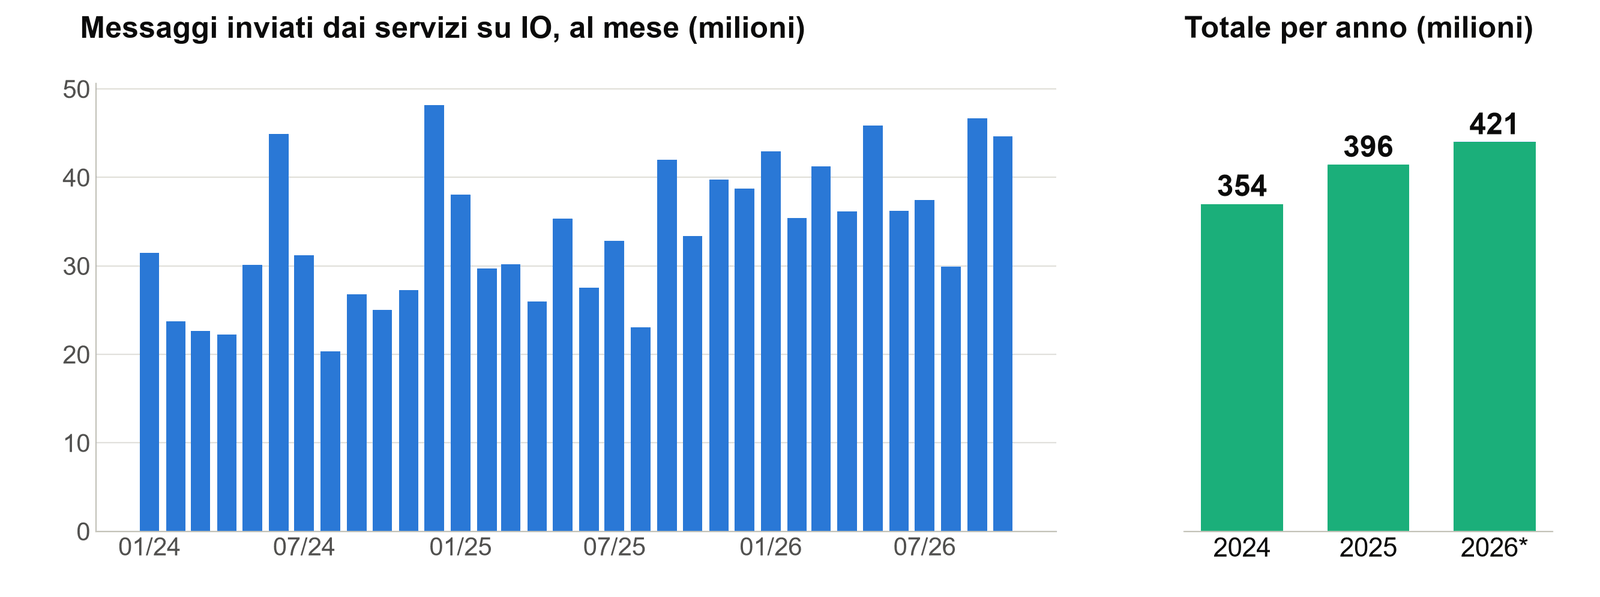 Messaggi inviati dai servizi su IO, al mese (milioni)
50
40
30
20
10
0
01/24 07/24 01/25 07/25 01/26 07/26
Totale per anno (milioni)
354 396 421
2024 2025 2026*